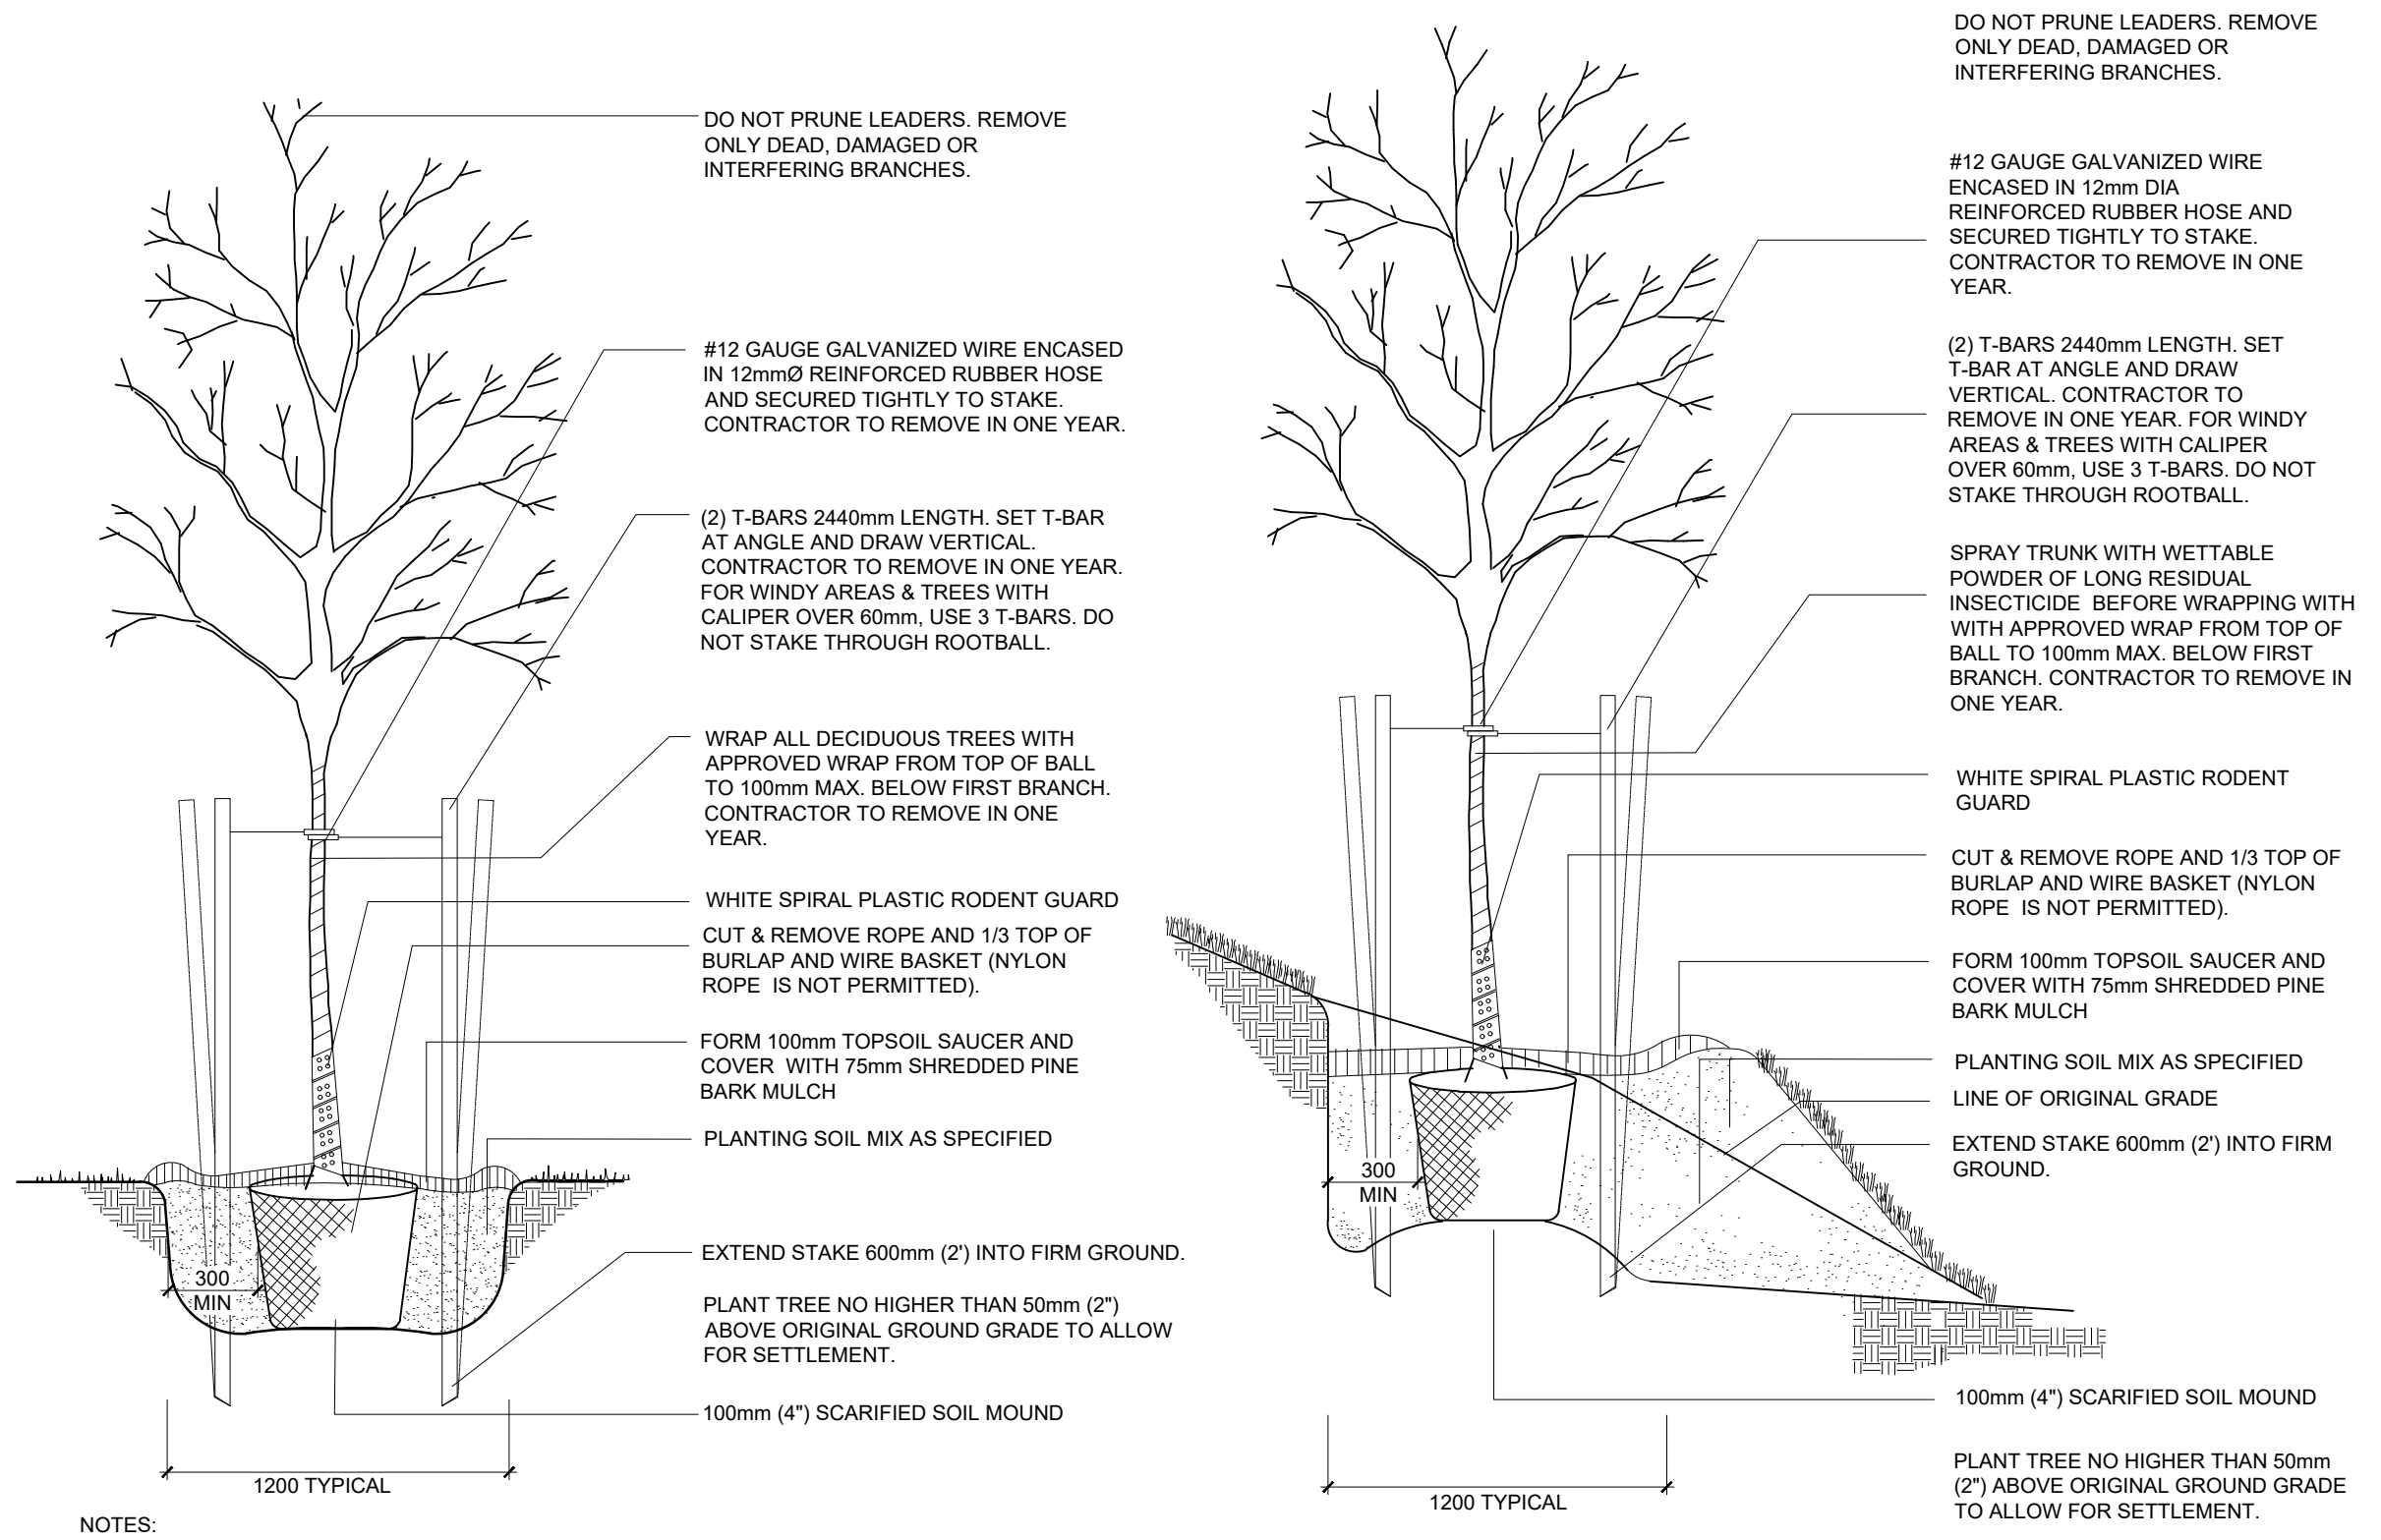 DO NOT PRUNE LEADERS. REMOVE
ONLY DEAD, DAMAGED OR
INTERFERING BRANCHES.
#12 GAUGE GALVANIZED WIRE ENCASED
IN 12mmØ REINFORCED RUBBER HOSE
AND SECURED TIGHTLY TO STAKE.
CONTRACTOR TO REMOVE IN ONE YEAR.
(2) T-BARS 2440mm LENGTH. SET T-BAR
AT ANGLE AND DRAW VERTICAL.
CONTRACTOR TO REMOVE IN ONE YEAR.
FOR WINDY AREAS & TREES WITH
CALIPER OVER 60mm, USE 3 T-BARS. DO
NOT STAKE THROUGH ROOTBALL.
WRAP ALL DECIDUOUS TREES WITH
APPROVED WRAP FROM TOP OF BALL
TO 100mm MAX. BELOW FIRST BRANCH.
CONTRACTOR TO REMOVE IN ONE
YEAR.
WHITE SPIRAL PLASTIC RODENT GUARD
CUT & REMOVE ROPE AND 1/3 TOP OF
BURLAP AND WIRE BASKET (NYLON
ROPE  IS NOT PERMITTED).
FORM 100mm TOPSOIL SAUCER AND
COVER  WITH 75mm SHREDDED PINE
BARK MULCH
PLANTING SOIL MIX AS SPECIFIED
EXTEND STAKE 600mm (2') INTO FIRM GROUND.
PLANT TREE NO HIGHER THAN 50mm (2")
ABOVE ORIGINAL GROUND GRADE TO ALLOW
FOR SETTLEMENT.
100mm (4") SCARIFIED SOIL MOUND
300
MIN
1200 TYPICAL
NOTES:
DO NOT PRUNE LEADERS. REMOVE
ONLY DEAD, DAMAGED OR
INTERFERING BRANCHES.
#12 GAUGE GALVANIZED WIRE
ENCASED IN 12mm DIA
REINFORCED RUBBER HOSE AND
SECURED TIGHTLY TO STAKE.
CONTRACTOR TO REMOVE IN ONE
YEAR.
(2) T-BARS 2440mm LENGTH. SET
T-BAR AT ANGLE AND DRAW
VERTICAL. CONTRACTOR TO
REMOVE IN ONE YEAR. FOR WINDY
AREAS & TREES WITH CALIPER
OVER 60mm, USE 3 T-BARS. DO NOT
STAKE THROUGH ROOTBALL.
SPRAY TRUNK WITH WETTABLE
POWDER OF LONG RESIDUAL
INSECTICIDE  BEFORE WRAPPING WITH
WITH APPROVED WRAP FROM TOP OF
BALL TO 100mm MAX. BELOW FIRST
BRANCH. CONTRACTOR TO REMOVE IN
ONE YEAR.
WHITE SPIRAL PLASTIC RODENT
GUARD
CUT & REMOVE ROPE AND 1/3 TOP OF
BURLAP AND WIRE BASKET (NYLON
ROPE  IS NOT PERMITTED).
FORM 100mm TOPSOIL SAUCER AND
COVER WITH 75mm SHREDDED PINE
BARK MULCH
PLANTING SOIL MIX AS SPECIFIED
LINE OF ORIGINAL GRADE
EXTEND STAKE 600mm (2') INTO FIRM
GROUND.
300
MIN
100mm (4") SCARIFIED SOIL MOUND
PLANT TREE NO HIGHER THAN 50mm
(2") ABOVE ORIGINAL GROUND GRADE
TO ALLOW FOR SETTLEMENT.
1200 TYPICAL